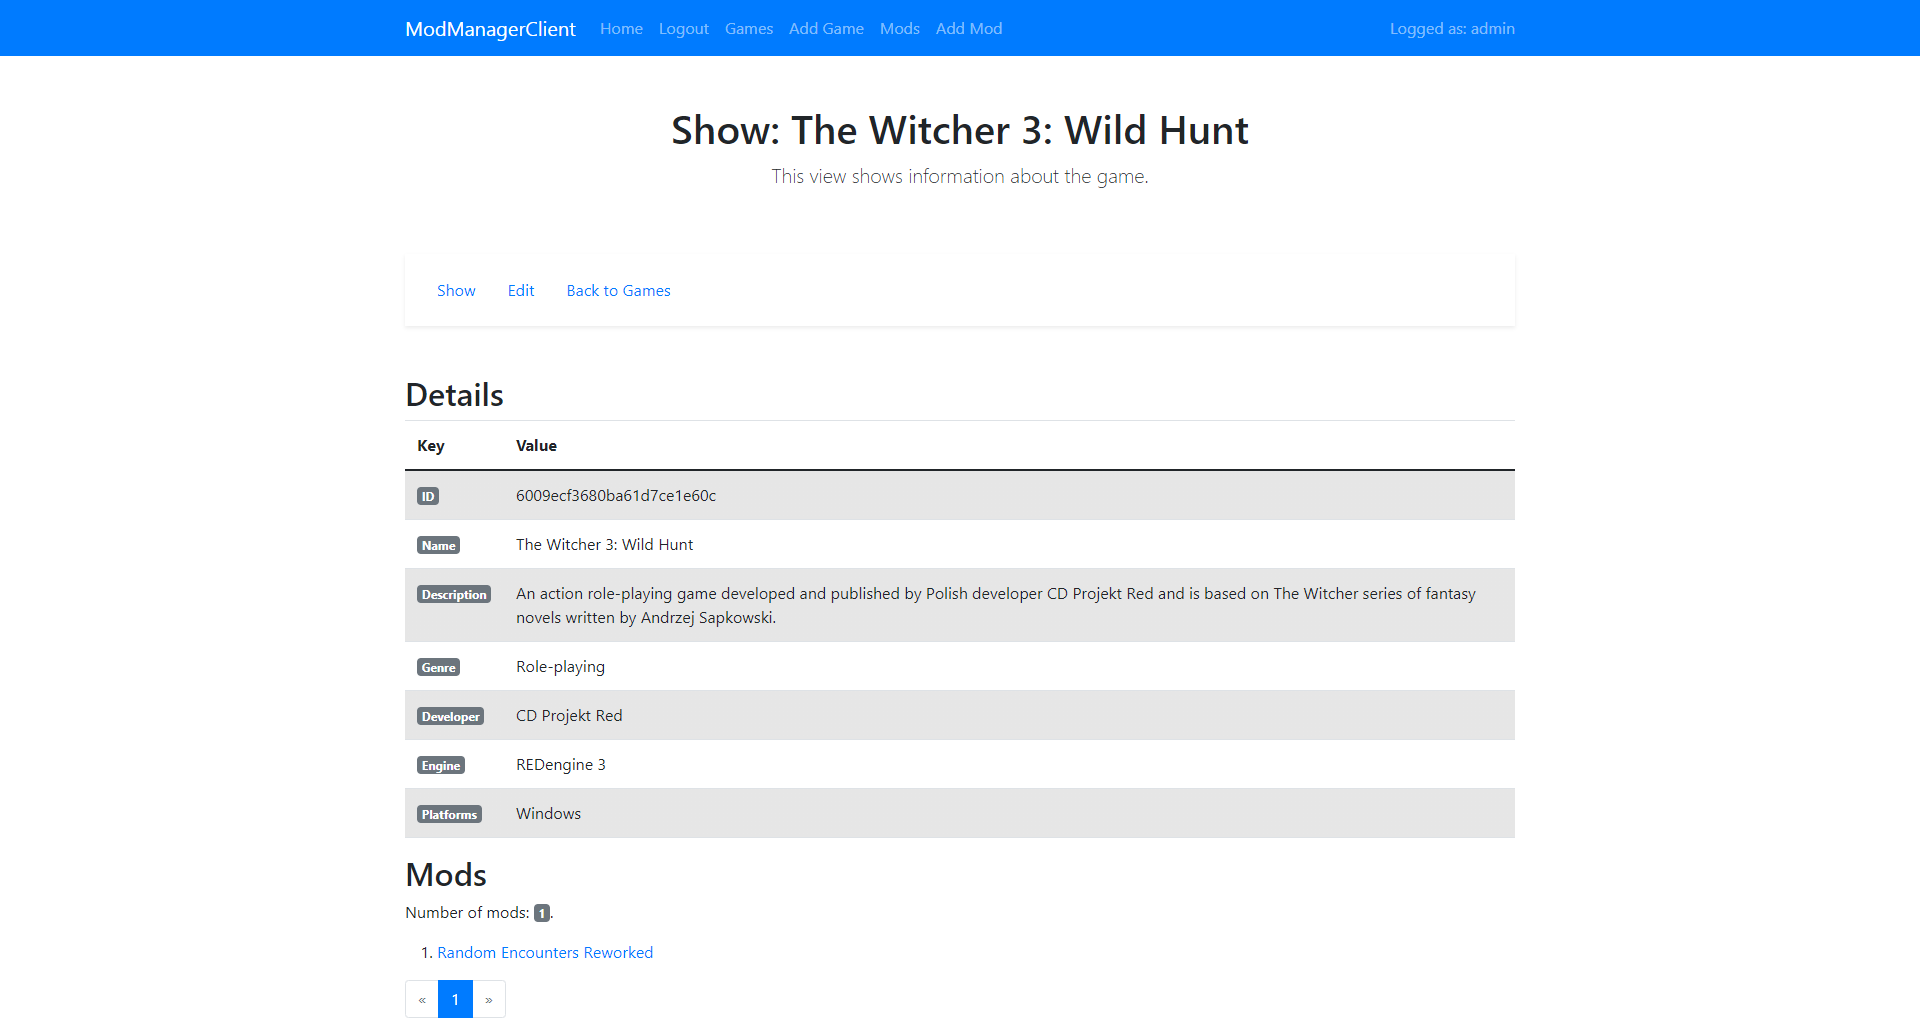 ModManagerClient Home Logout Games Add Game Mods Add Mod Logged as: admin
Show: The Witcher 3: Wild Hunt
This view shows information about the game.
Show Edit Back to Games
Details
Key Value
ID 6009ecf3680ba61d7ce1e60c
Name The Witcher 3: Wild Hunt
Description An action role-playing game developed and published by Polish developer CD Projekt Red and is based on The Witcher series of fantasy
novels written by Andrzej Sapkowski.
Genre Role-playing
Developer CD Projekt Red
Engine REDengine 3
Platforms Windows
Mods
Number of mods: 1.
1. Random Encounters Reworked
« 1 »